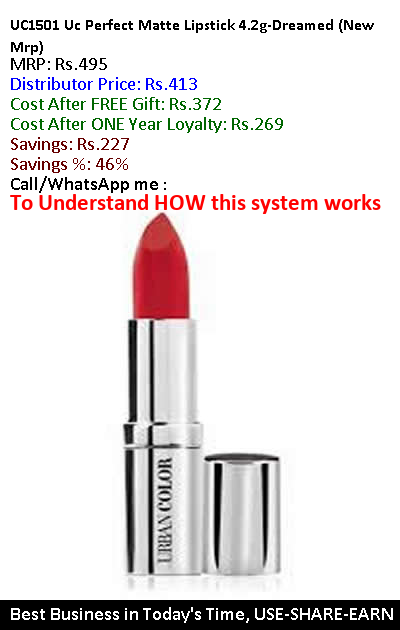 UC1501 Uc Perfect Matte Lipstick 4.2g-Dreamed (New
Mrp)
MRP: Rs.495
Distributor Price: Rs.413
Cost After FREE Gift: Rs.372
Cost After ONE Year Loyalty: Rs.269
Savings: Rs.227
Savings %: 46%
Call/WhatsApp me :
To Understand HOW this system works
URBAN COLOR
Best Business in Today's Time, USE-SHARE-EARN